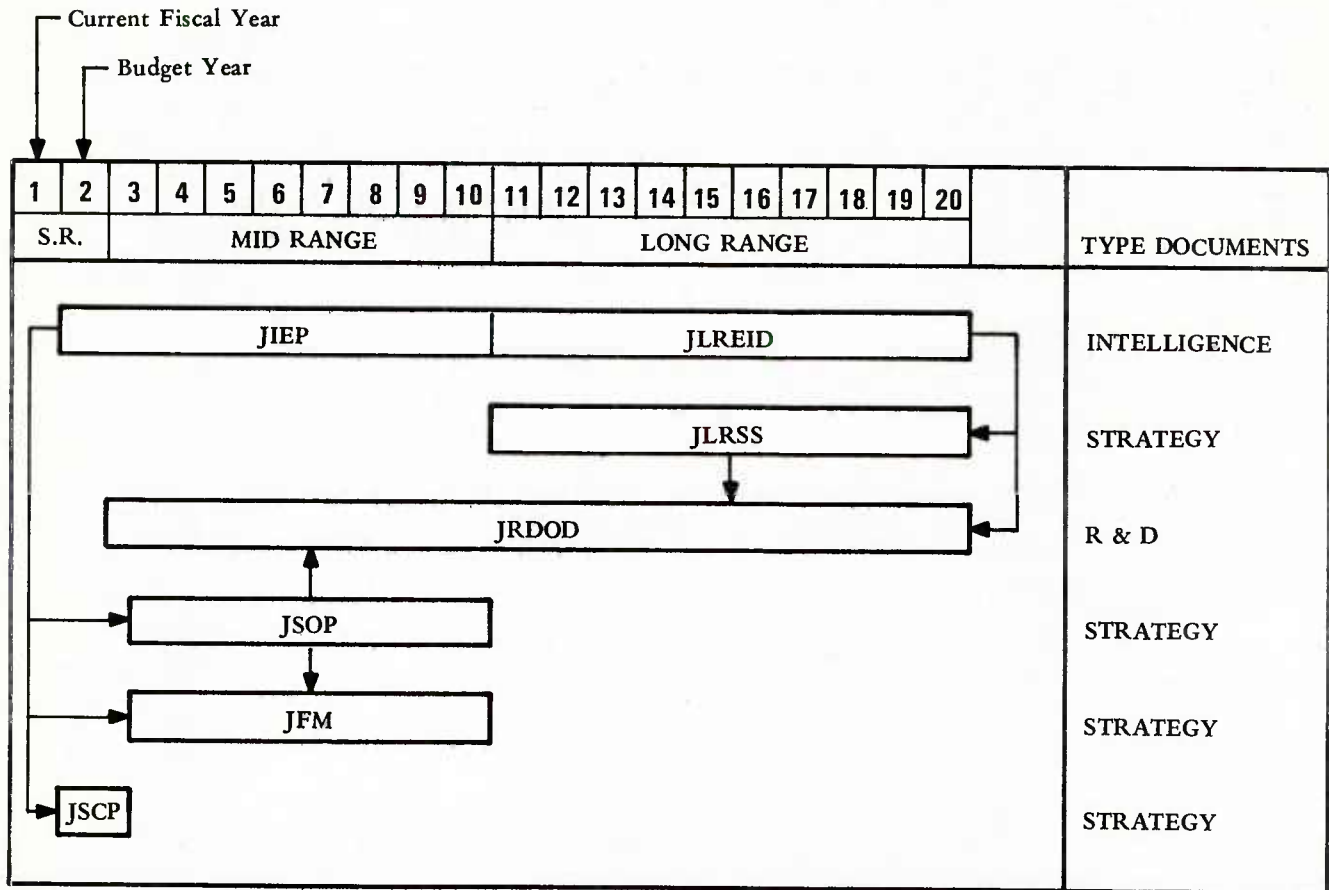 Current Fiscal Year
Budget Year
1 2 3 4 5 6 7 8 9 10 11 12 13 14 15 16 17 18 19 20
S.R. MID RANGE LONG RANGE TYPE DOCUMENTS
JIEP JLREID INTELLIGENCE
JLRSS STRATEGY
JRDOD R & D
JSOP STRATEGY
JFM STRATEGY
JSCP STRATEGY